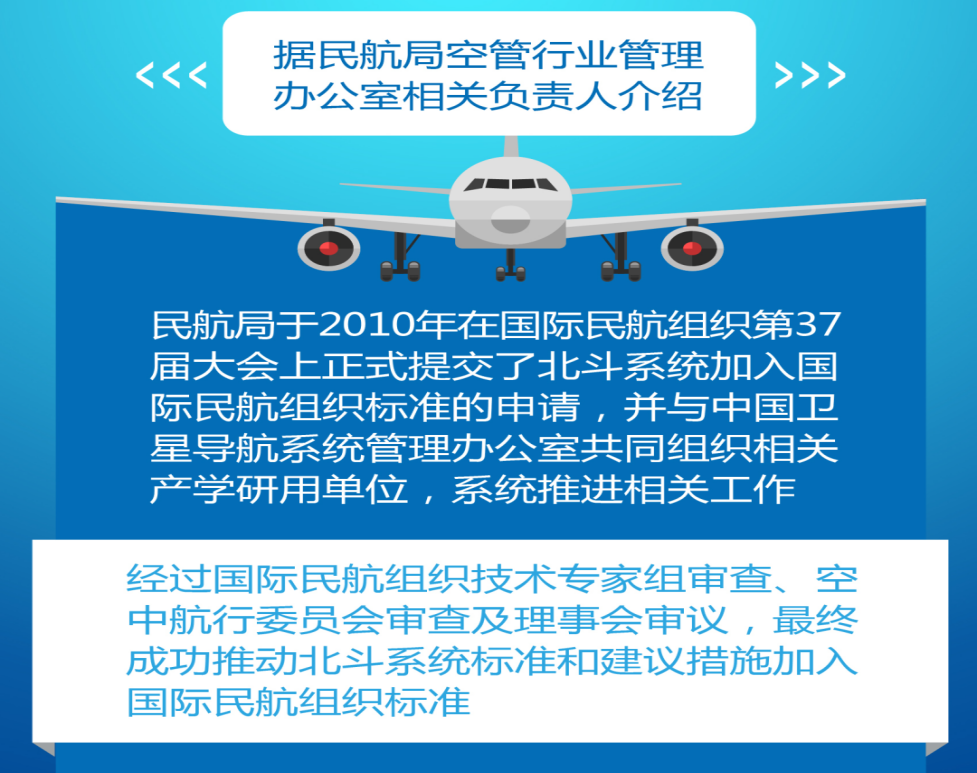 据民航局空管行业管理
办公室相关负责人介绍
民航局于2010年在国际民航组织第37
届大会上正式提交了北斗系统加入国
际民航组织标准的申请，并与中国卫
星导航系统管理办公室共同组织相关
产学研用单位，系统推进相关工作
经过国际民航组织技术专家组审查、空
中航行委员会审查及理事会审议，最终
成功推动北斗系统标准和建议措施加入
国际民航组织标准